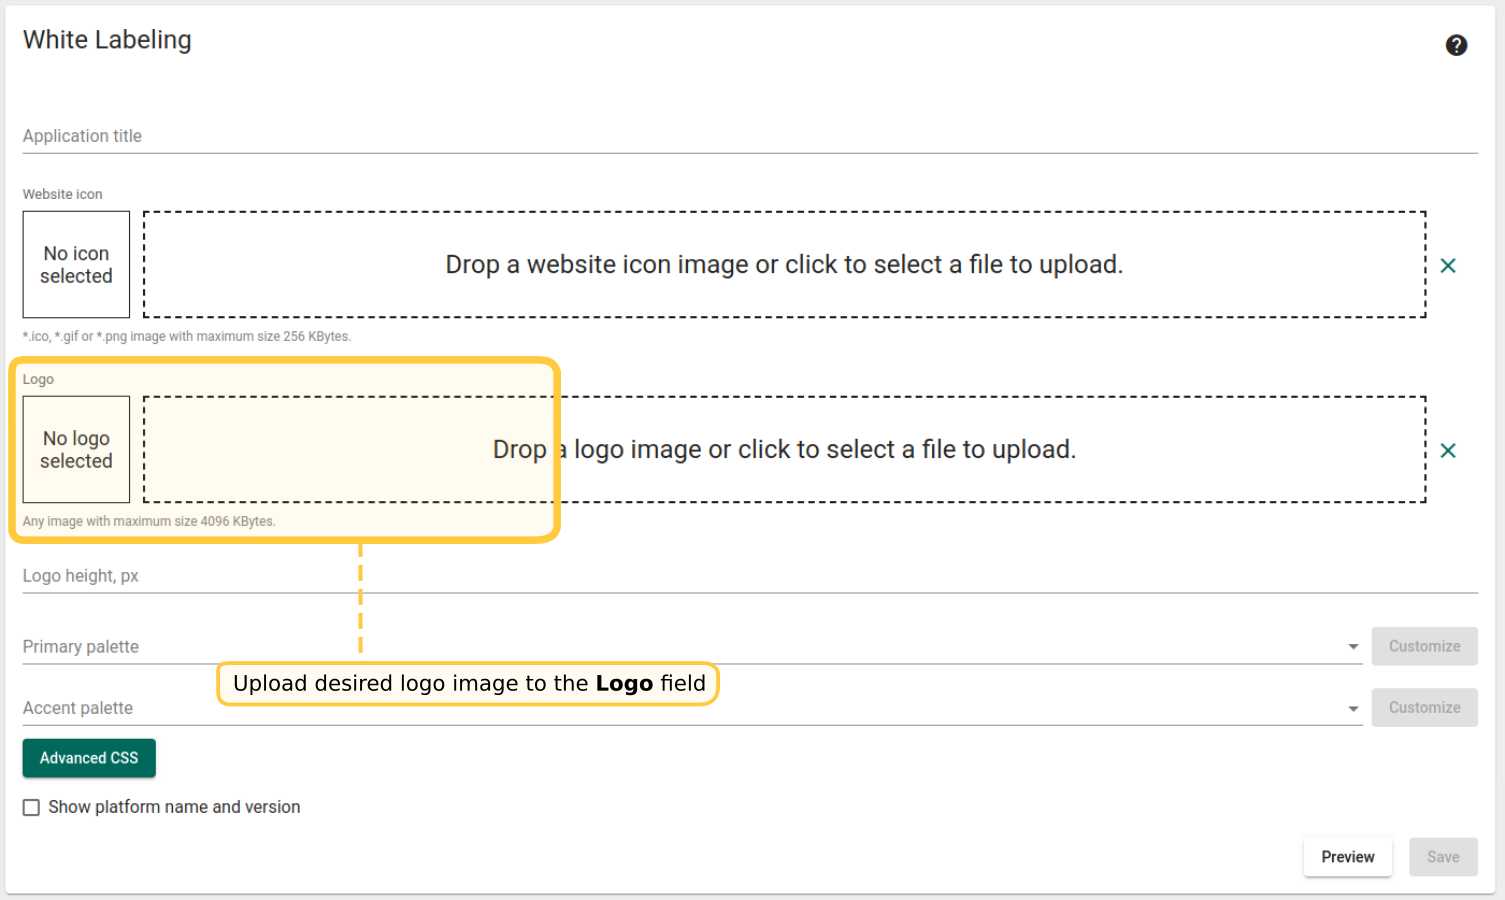 White Labeling
?
Application title
Website icon
No icon
selected
Drop a website icon image or click to select a file to upload.
*.ico, *.gif or *.png image with maximum size 256 KBytes.
Logo
No logo
selected
Drop a logo image or click to select a file to upload.
Any image with maximum size 4096 KBytes.
Logo height, px
Primary palette
Customize
Upload desired logo image to the Logo field
Accent palette
Customize
Advanced CSS
Show platform name and version
Preview
Save